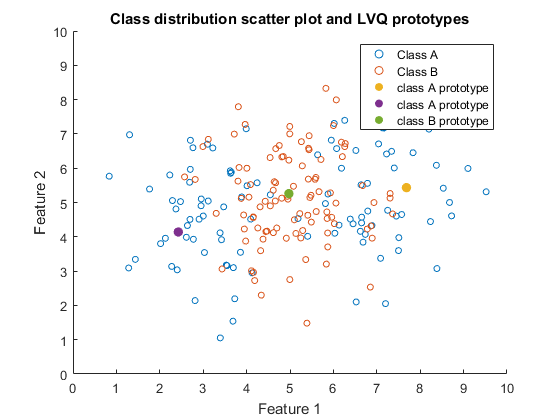 Class distribution scatter plot and LVQ prototypes
Class A
Class B
class A prototype
class A prototype
class B prototype
Feature 2
10
9
8
7
6
5
4
3
2
1
0
0 1 2 3 4 5 6 7 8 9 10
Feature 1